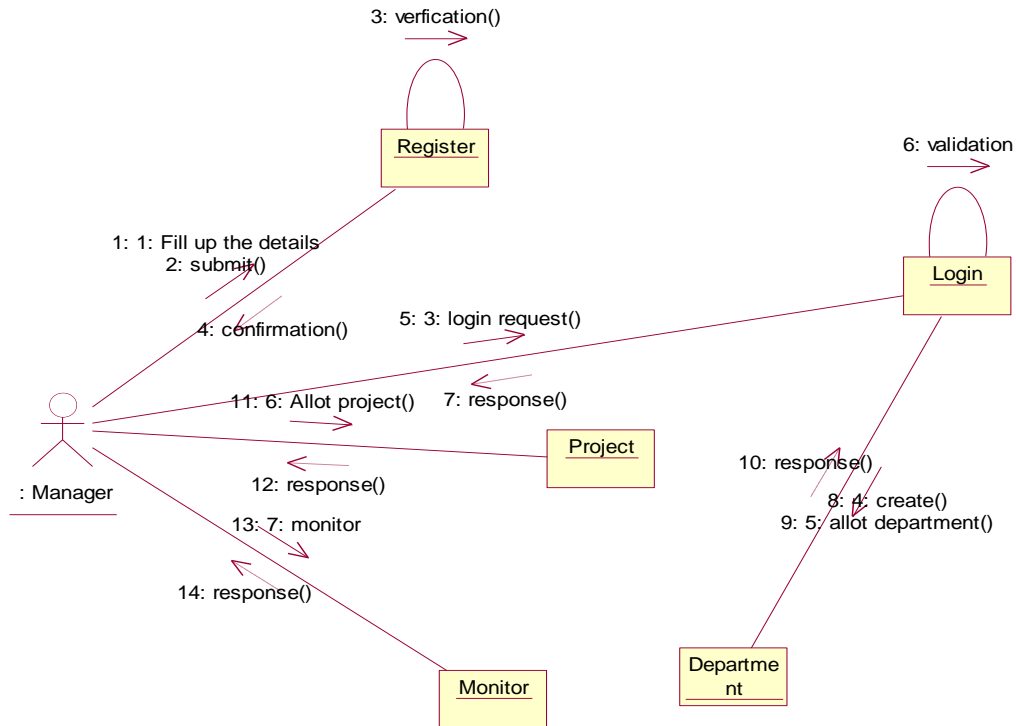 3: verfication()
Register
6: validation
1: 1: Fill up the details
2: submit()
Login
4: confirmation()
5: 3: login request()
7: response()
11: 6: Allot project()
Project
10: response()
12: response()
: Manager
8: 4: create()
9: 5: allot department()
13: 7: monitor
14: response()
Departme
nt
Monitor